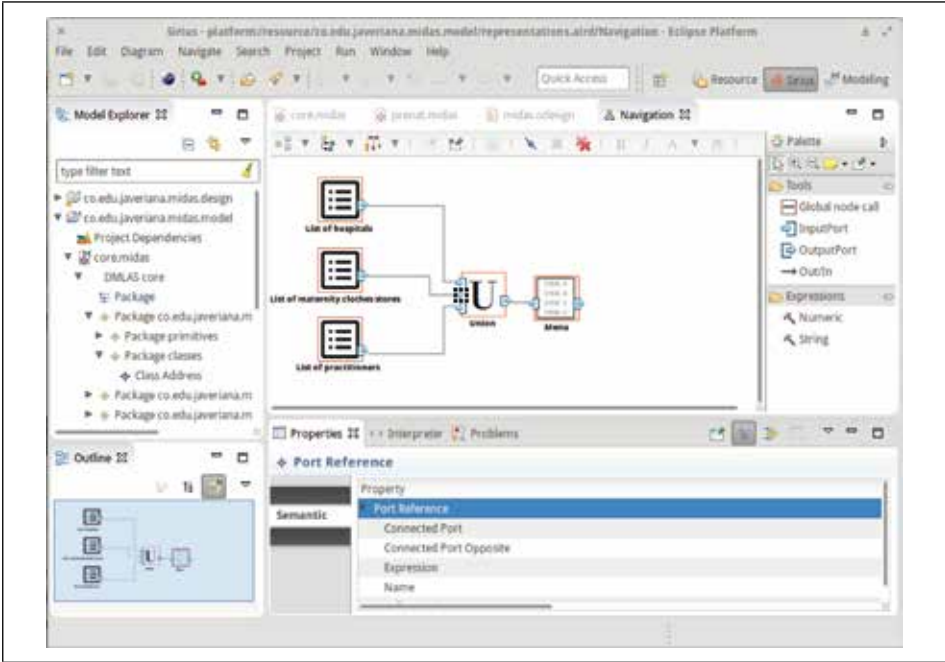 Sirius - platform:/resource/co.edu.javeriana.midas.model/representations.aird/Navigation - Eclipse Platform
File Edit Diagram Navigate Search Project Run Window Help
Quick Access
Resource
Sirius
Modeling
Model Explorer
type filter text
co.edu.javeriana.midas.design
co.edu.javeriana.midas.model
Project Dependencies
core.midas
DMLAS core
Package
Package co.edu.javeriana.m
Package primitives
Package classes
Class Address
Package co.edu.javeriana.m
Package co.edu.javeriana.m
core.midas
prenat.midas
midas.odesign
Navigation
List of hospitals
List of maternity clothes stores
List of practitioners
U
Union
Menu
Palette
Tools
Global node call
InputPort
OutputPort
OutIn
Expressions
Numeric
String
Outline
Properties
Interpreter
Problems
Port Reference
Semantic
Property
Port Reference
Connected Port
Connected Port Opposite
Expression
Name